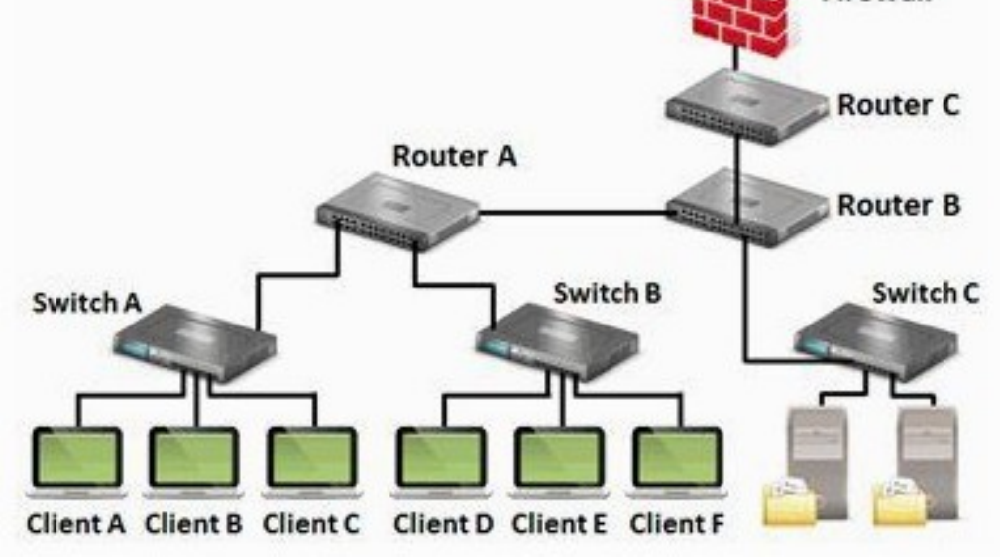 Router C
Router A
Router B
Switch A
Switch B
Switch C
Client A
Client B
Client C
Client D
Client E
Client F